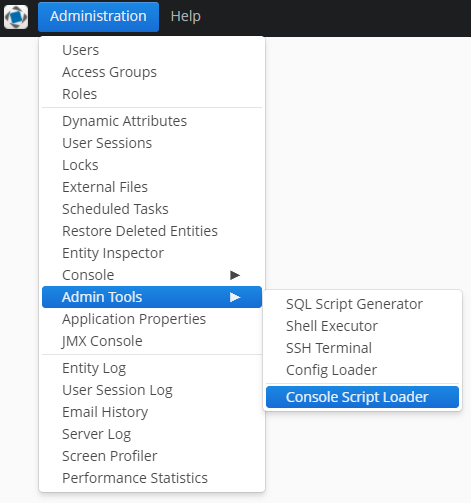 Administration Help
Users
Access Groups
Roles
Dynamic Attributes
User Sessions
Locks
External Files
Scheduled Tasks
Restore Deleted Entities
Entity Inspector
Console
Admin Tools
Application Properties
JMX Console
Entity Log
User Session Log
Email History
Server Log
Screen Profiler
Performance Statistics
SQL Script Generator
Shell Executor
SSH Terminal
Config Loader
Console Script Loader